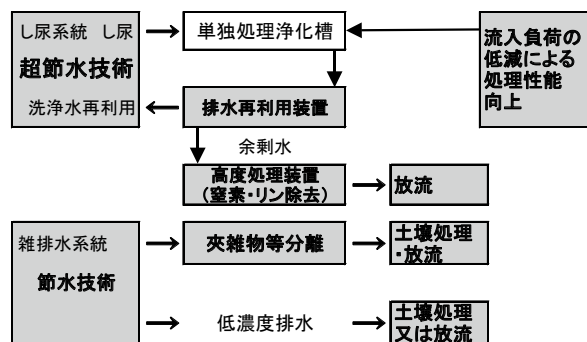 し尿系統 し尿
超節水技術
洗浄水再利用
単独処理浄化槽
流入負荷の
低減による
処理性能
向上
排水再利用装置
余剰水
高度処理装置
(窒素・リン除去)
放流
雑排水系統
節水技術
夾雑物等分離
土壌処理
・放流
低濃度排水
土壌処理
又は放流